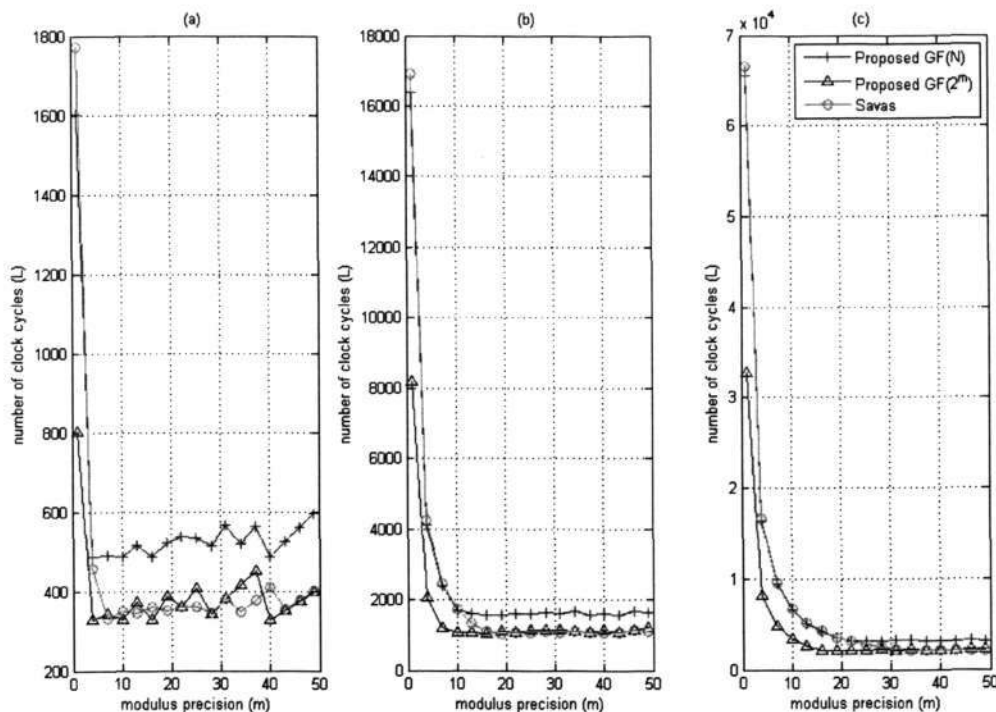 (a)
1800
1600
1400
1200
1000
800
600
400
200
0 10 20 30 40 50
modulus precision (m)
number of clock cycles (L)
(b)
18000
16000
14000
12000
10000
8000
6000
4000
2000
0
0 10 20 30 40 50
modulus precision (m)
number of clock cycles (L)
(c)
x 10^4
7
6
5
4
3
2
1
0
0 10 20 30 40 50
modulus precision (m)
number of clock cycles (L)
Proposed GF(N)
Proposed GF(2^m)
Savas